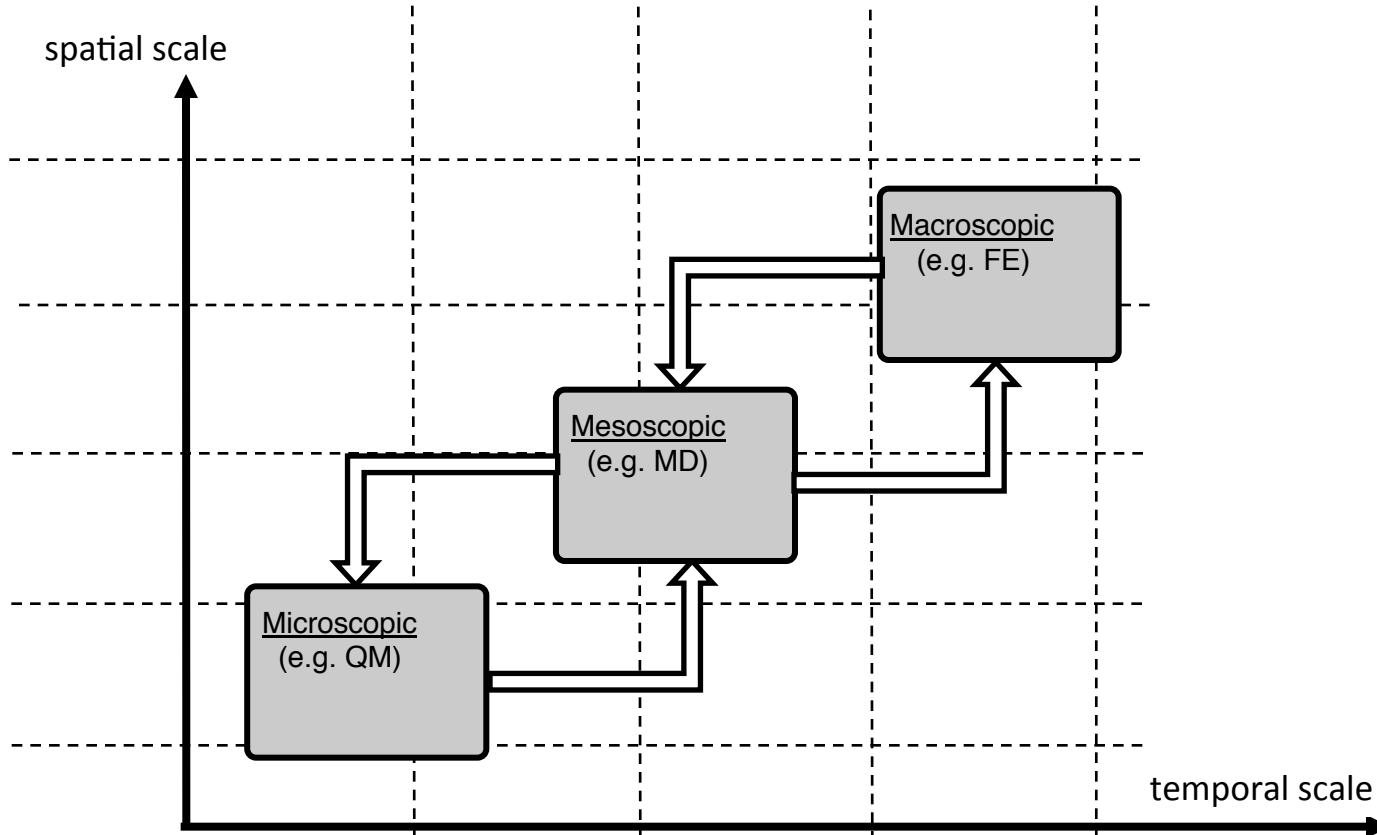 spatial scale
Macroscopic
(e.g. FE)
Mesoscopic
(e.g. MD)
Microscopic
(e.g. QM)
temporal scale